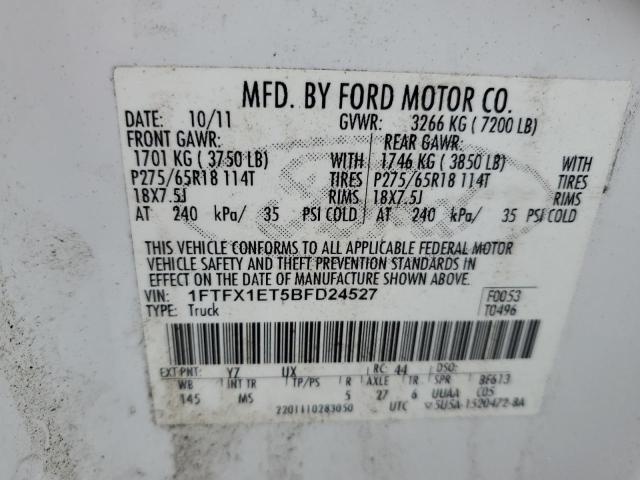 MFD. BY FORD MOTOR CO.
DATE: 10/11 GVWR: 3266 KG ( 7200 LB)
FRONT GAWR: REAR GAWR:
1701 KG ( 3750 LB) WITH 1746 KG ( 3850 LB) WITH
P275/65R18 114T TIRES P275/65R18 114T TIRES
18X7.5J RIMS 18X7.5J RIMS
AT 240 kPa/ 35 PSI COLD AT 240 kPa/ 35 PSI COLD
THIS VEHICLE CONFORMS TO ALL APPLICABLE FEDERAL MOTOR
VEHICLE SAFETY AND THEFT PREVENTION STANDARDS IN
EFFECT ON THE DATE OF MANUFACTURE SHOWN ABOVE.
VIN: 1FTFX1ET5BFD24527 F0053
TYPE: Truck T0496
EXT PNT: YZ UX RC: 44 DSO:
WB INT TR TP/PS R AXLE TR SPR BF613
145 MS 5 27 6 UUAA C05
2201110283050 UTC 5USA-1520472-BA